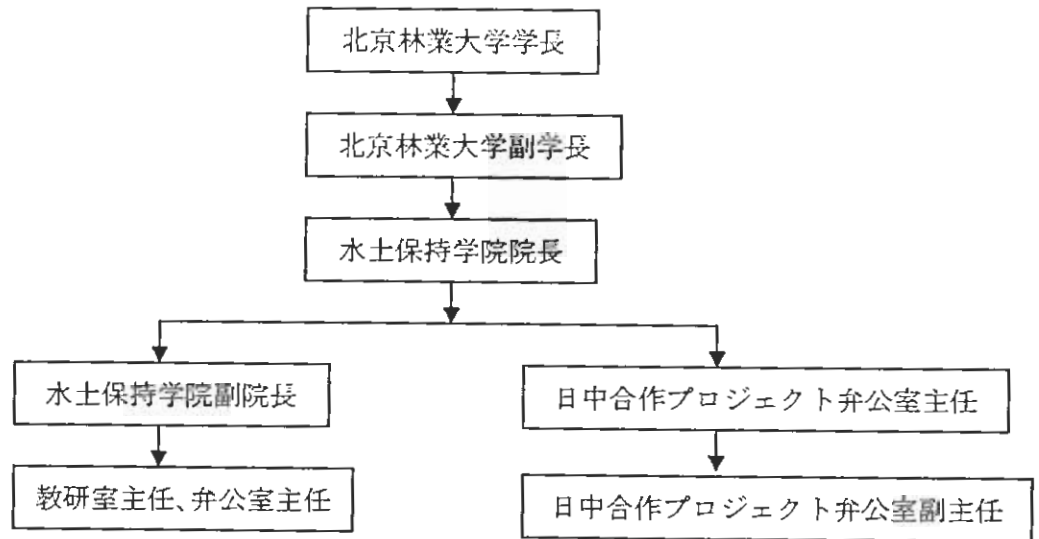 北京林業大学学長
北京林業大学副学長
水土保持学院院長
水土保持学院副院長
日中合作プロジェクト弁公室主任
教研室主任、弁公室主任
日中合作プロジェクト弁公室副主任